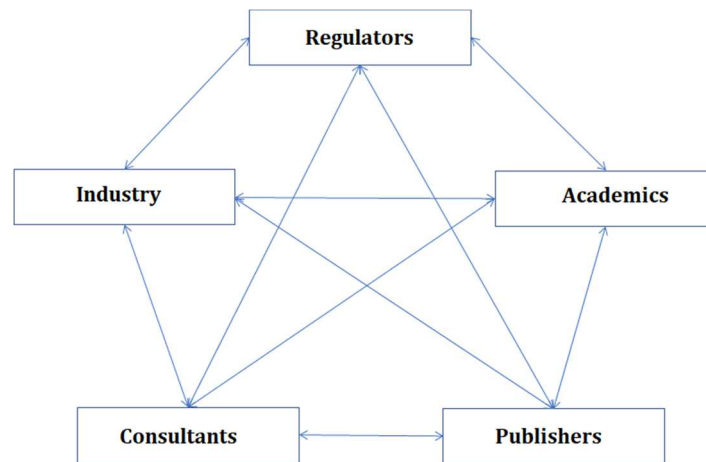 Regulators
Industry
Academics
Consultants
Publishers